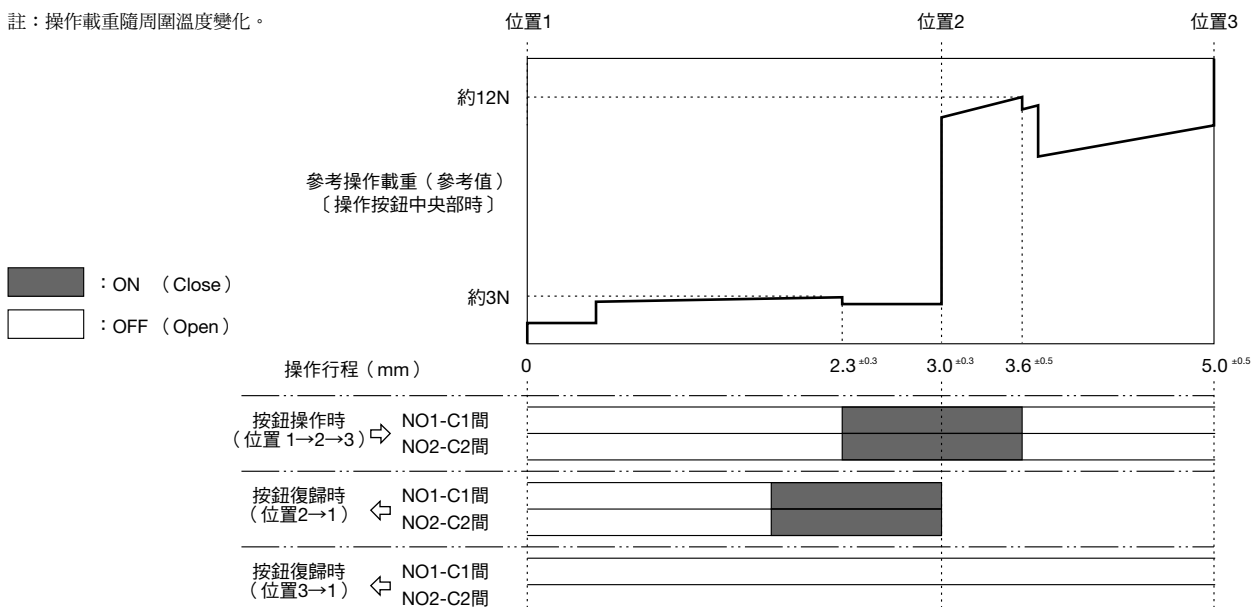 註：操作載重隨周圍溫度變化。
位置1 位置2 位置3
約12N
參考操作載重（參考值）
〔操作按鈕中央部時〕
約3N
：ON （Close）
：OFF （Open）
操作行程（mm） 0 2.3 ±0.3 3.0 ±0.3 3.6 ±0.5 5.0 ±0.5
按鈕操作時
（位置 1→2→3）
NO1-C1間
NO2-C2間
按鈕復歸時
（位置2→1）
NO1-C1間
NO2-C2間
按鈕復歸時
（位置3→1）
NO1-C1間
NO2-C2間